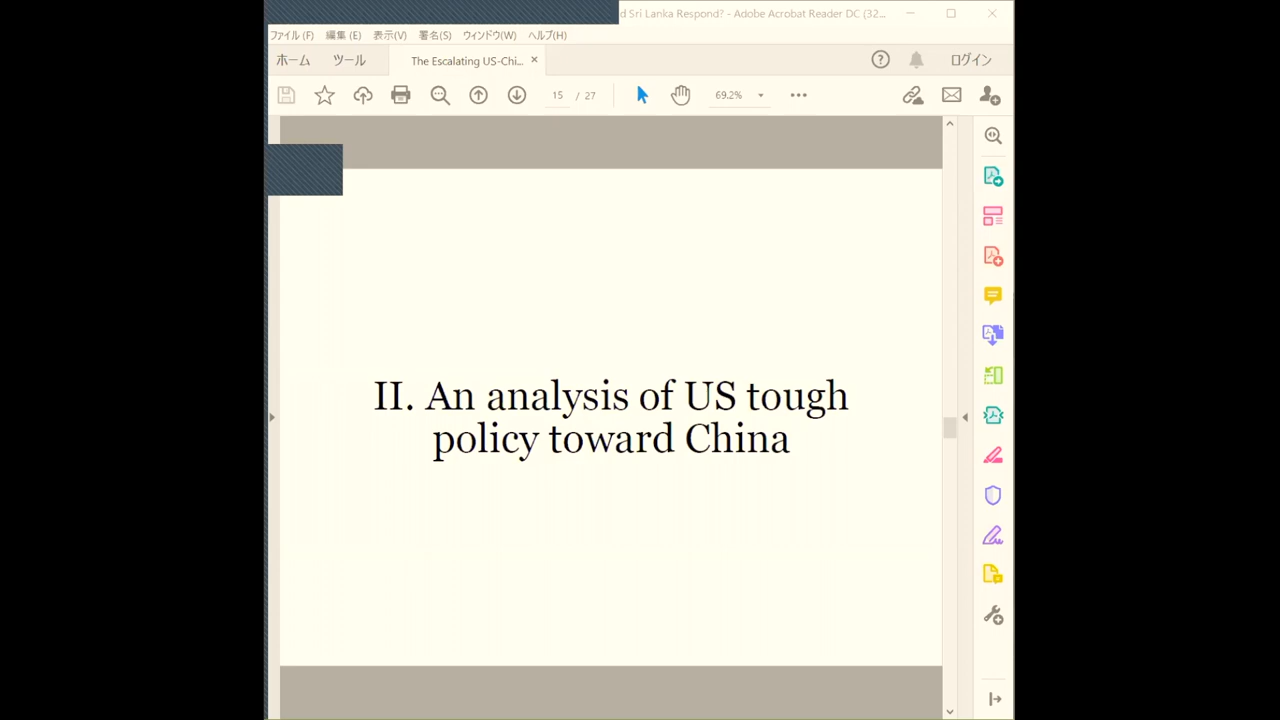 d Sri Lanka Respond? - Adobe Acrobat Reader DC (32...
ファイル(F) 編集(E) 表示(V) 署名(S) ウィンドウ(W) ヘルプ(H)
ホーム ツール The Escalating US-Chi... × ? ログイン
15 / 27 69.2%
II. An analysis of US tough
policy toward China